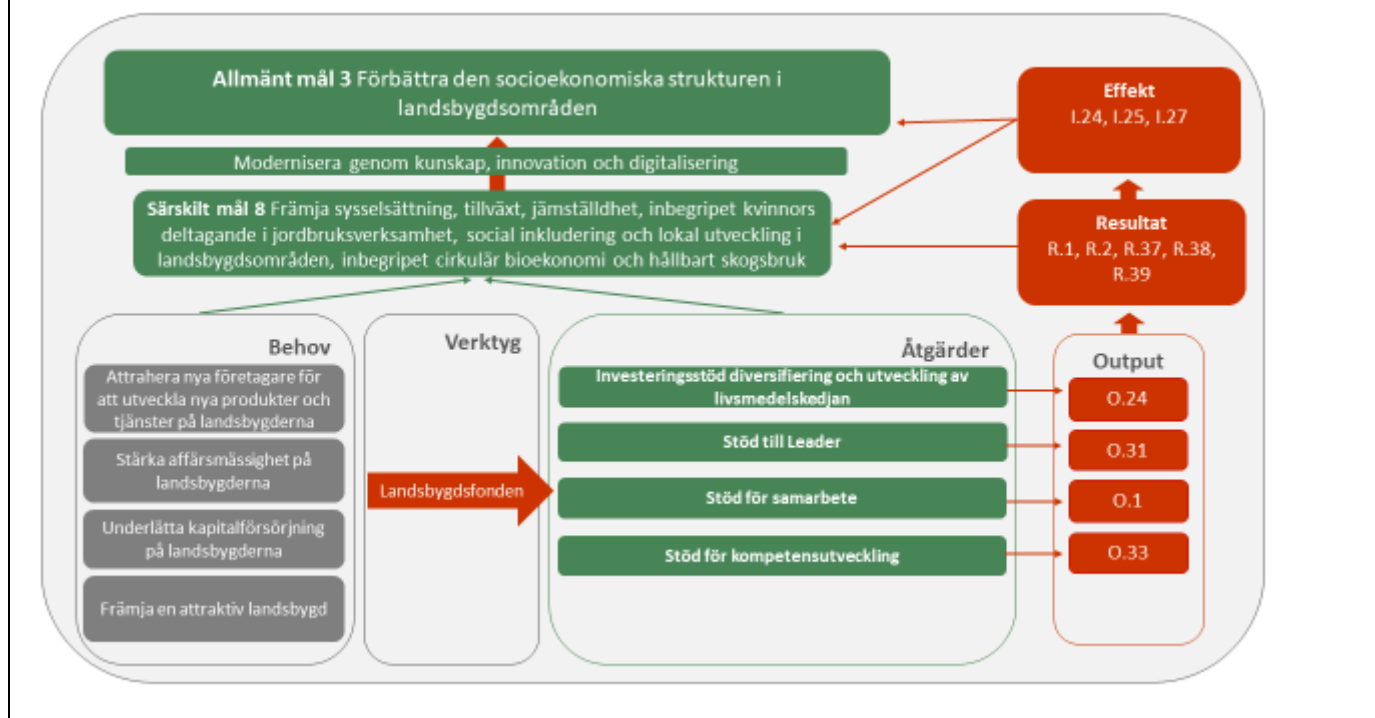 Allmänt mål 3 Förbättra den socioekonomiska strukturen i
landsbygdsområden
Modernisera genom kunskap, innovation och digitalisering
Särskilt mål 8 Främja sysselsättning, tillväxt, jämställdhet, inbegripet kvinnors
deltagande i jordbruksverksamhet, social inkludering och lokal utveckling i
landsbygdsområden, inbegripet cirkulär bioekonomi och hållbart skogsbruk
Effekt
I.24, I.25, I.27
Resultat
R.1, R.2, R.37, R.38,
R.39
Behov
Attrahera nya företagare för
att utveckla nya produkter och
tjänster på landsbygderna
Stärka affärsmässighet på
landsbygderna
Underlätta kapitalförsörjning
på landsbygderna
Främja en attraktiv landsbygd
Verktyg
Landsbygdsfonden
Åtgärder
Investeringsstöd diversifiering och utveckling av
livsmedelskedjan
Stöd till Leader
Stöd för samarbete
Stöd för kompetensutveckling
Output
O.24
O.31
O.1
O.33